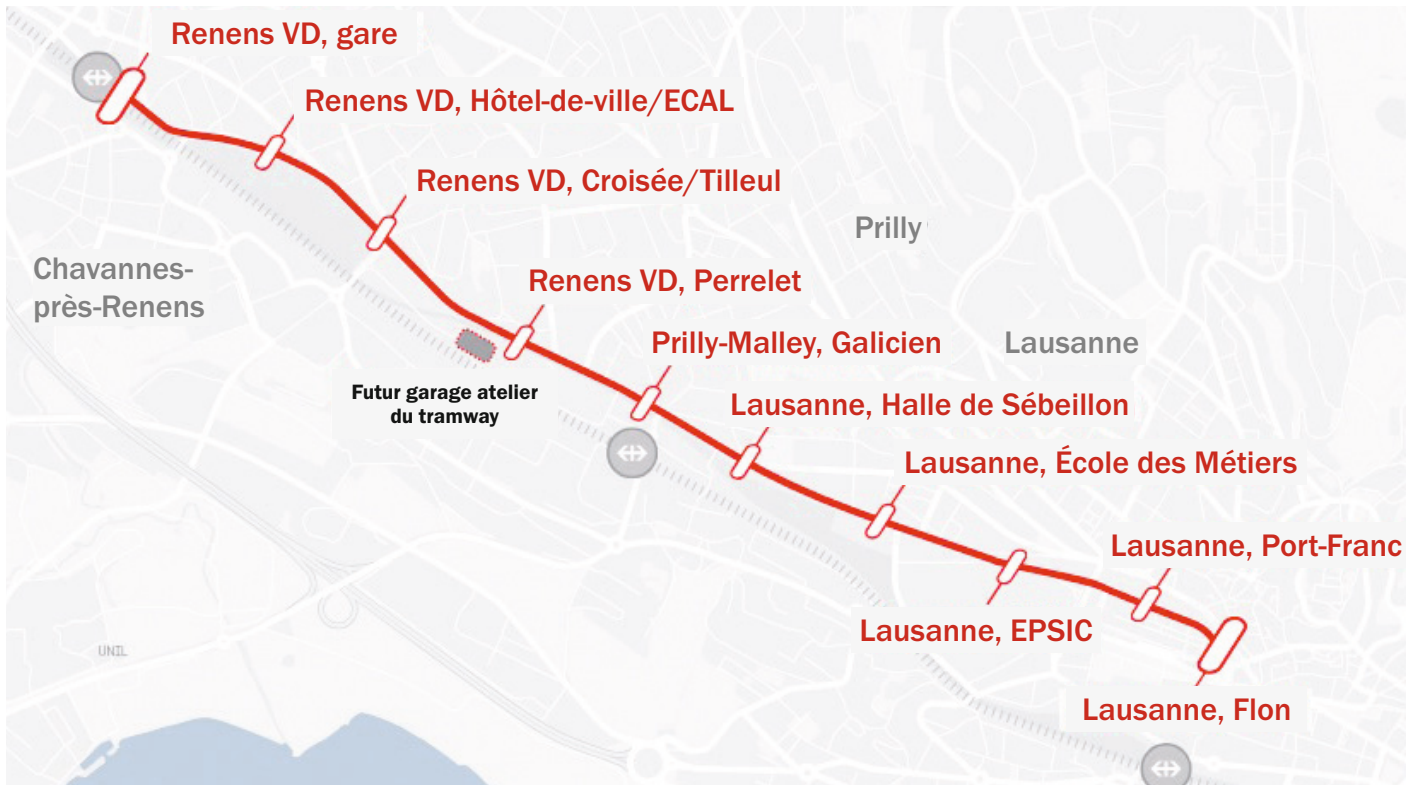 Renens VD, gare
Renens VD, Hôtel-de-ville/ECAL
Renens VD, Croisée/Tilleul
Prilly
Chavannes-
près-Renens
Renens VD, Perrelet
Prilly-Malley, Galicien
Lausanne
Futur garage atelier
du tramway
Lausanne, Halle de Sébeillon
Lausanne, École des Métiers
Lausanne, Port-Franc
Lausanne, EPSIC
UNIL
Lausanne, Flon